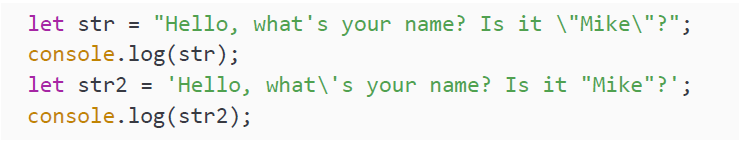 let str = "Hello, what's your name? Is it \"Mike\"?";
console.log(str);
let str2 = 'Hello, what\'s your name? Is it "Mike"?';
console.log(str2);